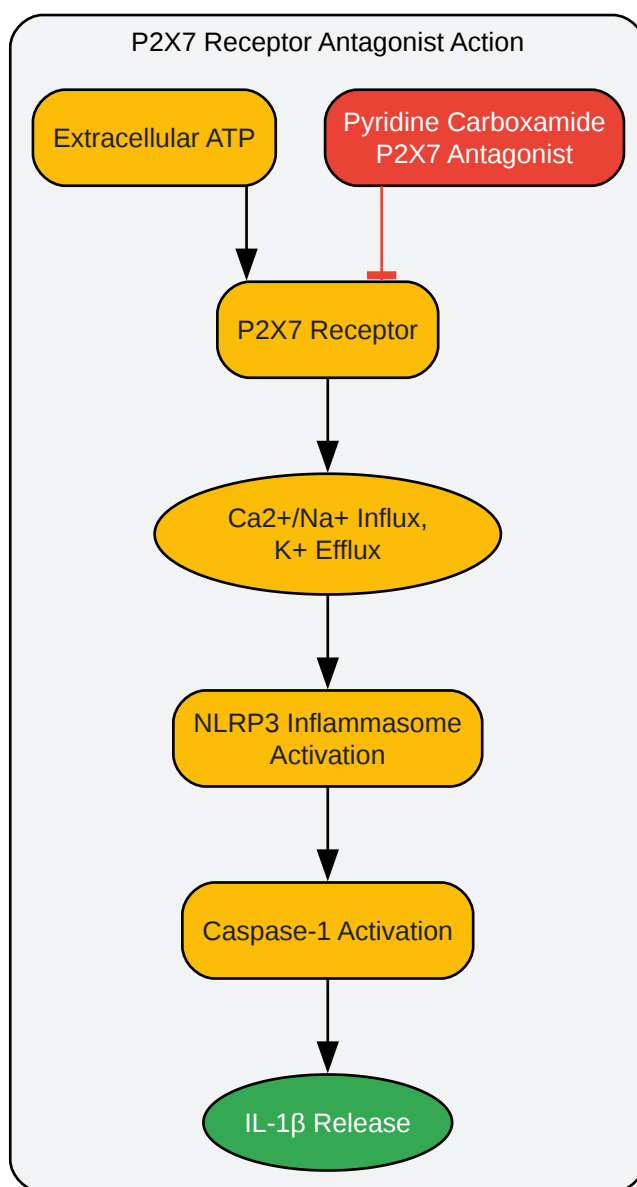 P2X7 Receptor Antagonist Action
Extracellular ATP
Pyridine Carboxamide
P2X7 Antagonist
P2X7 Receptor
Ca2+/Na+ Influx,
K+ Efflux
NLRP3 Inflammasome
Activation
Caspase-1 Activation
IL-1β Release